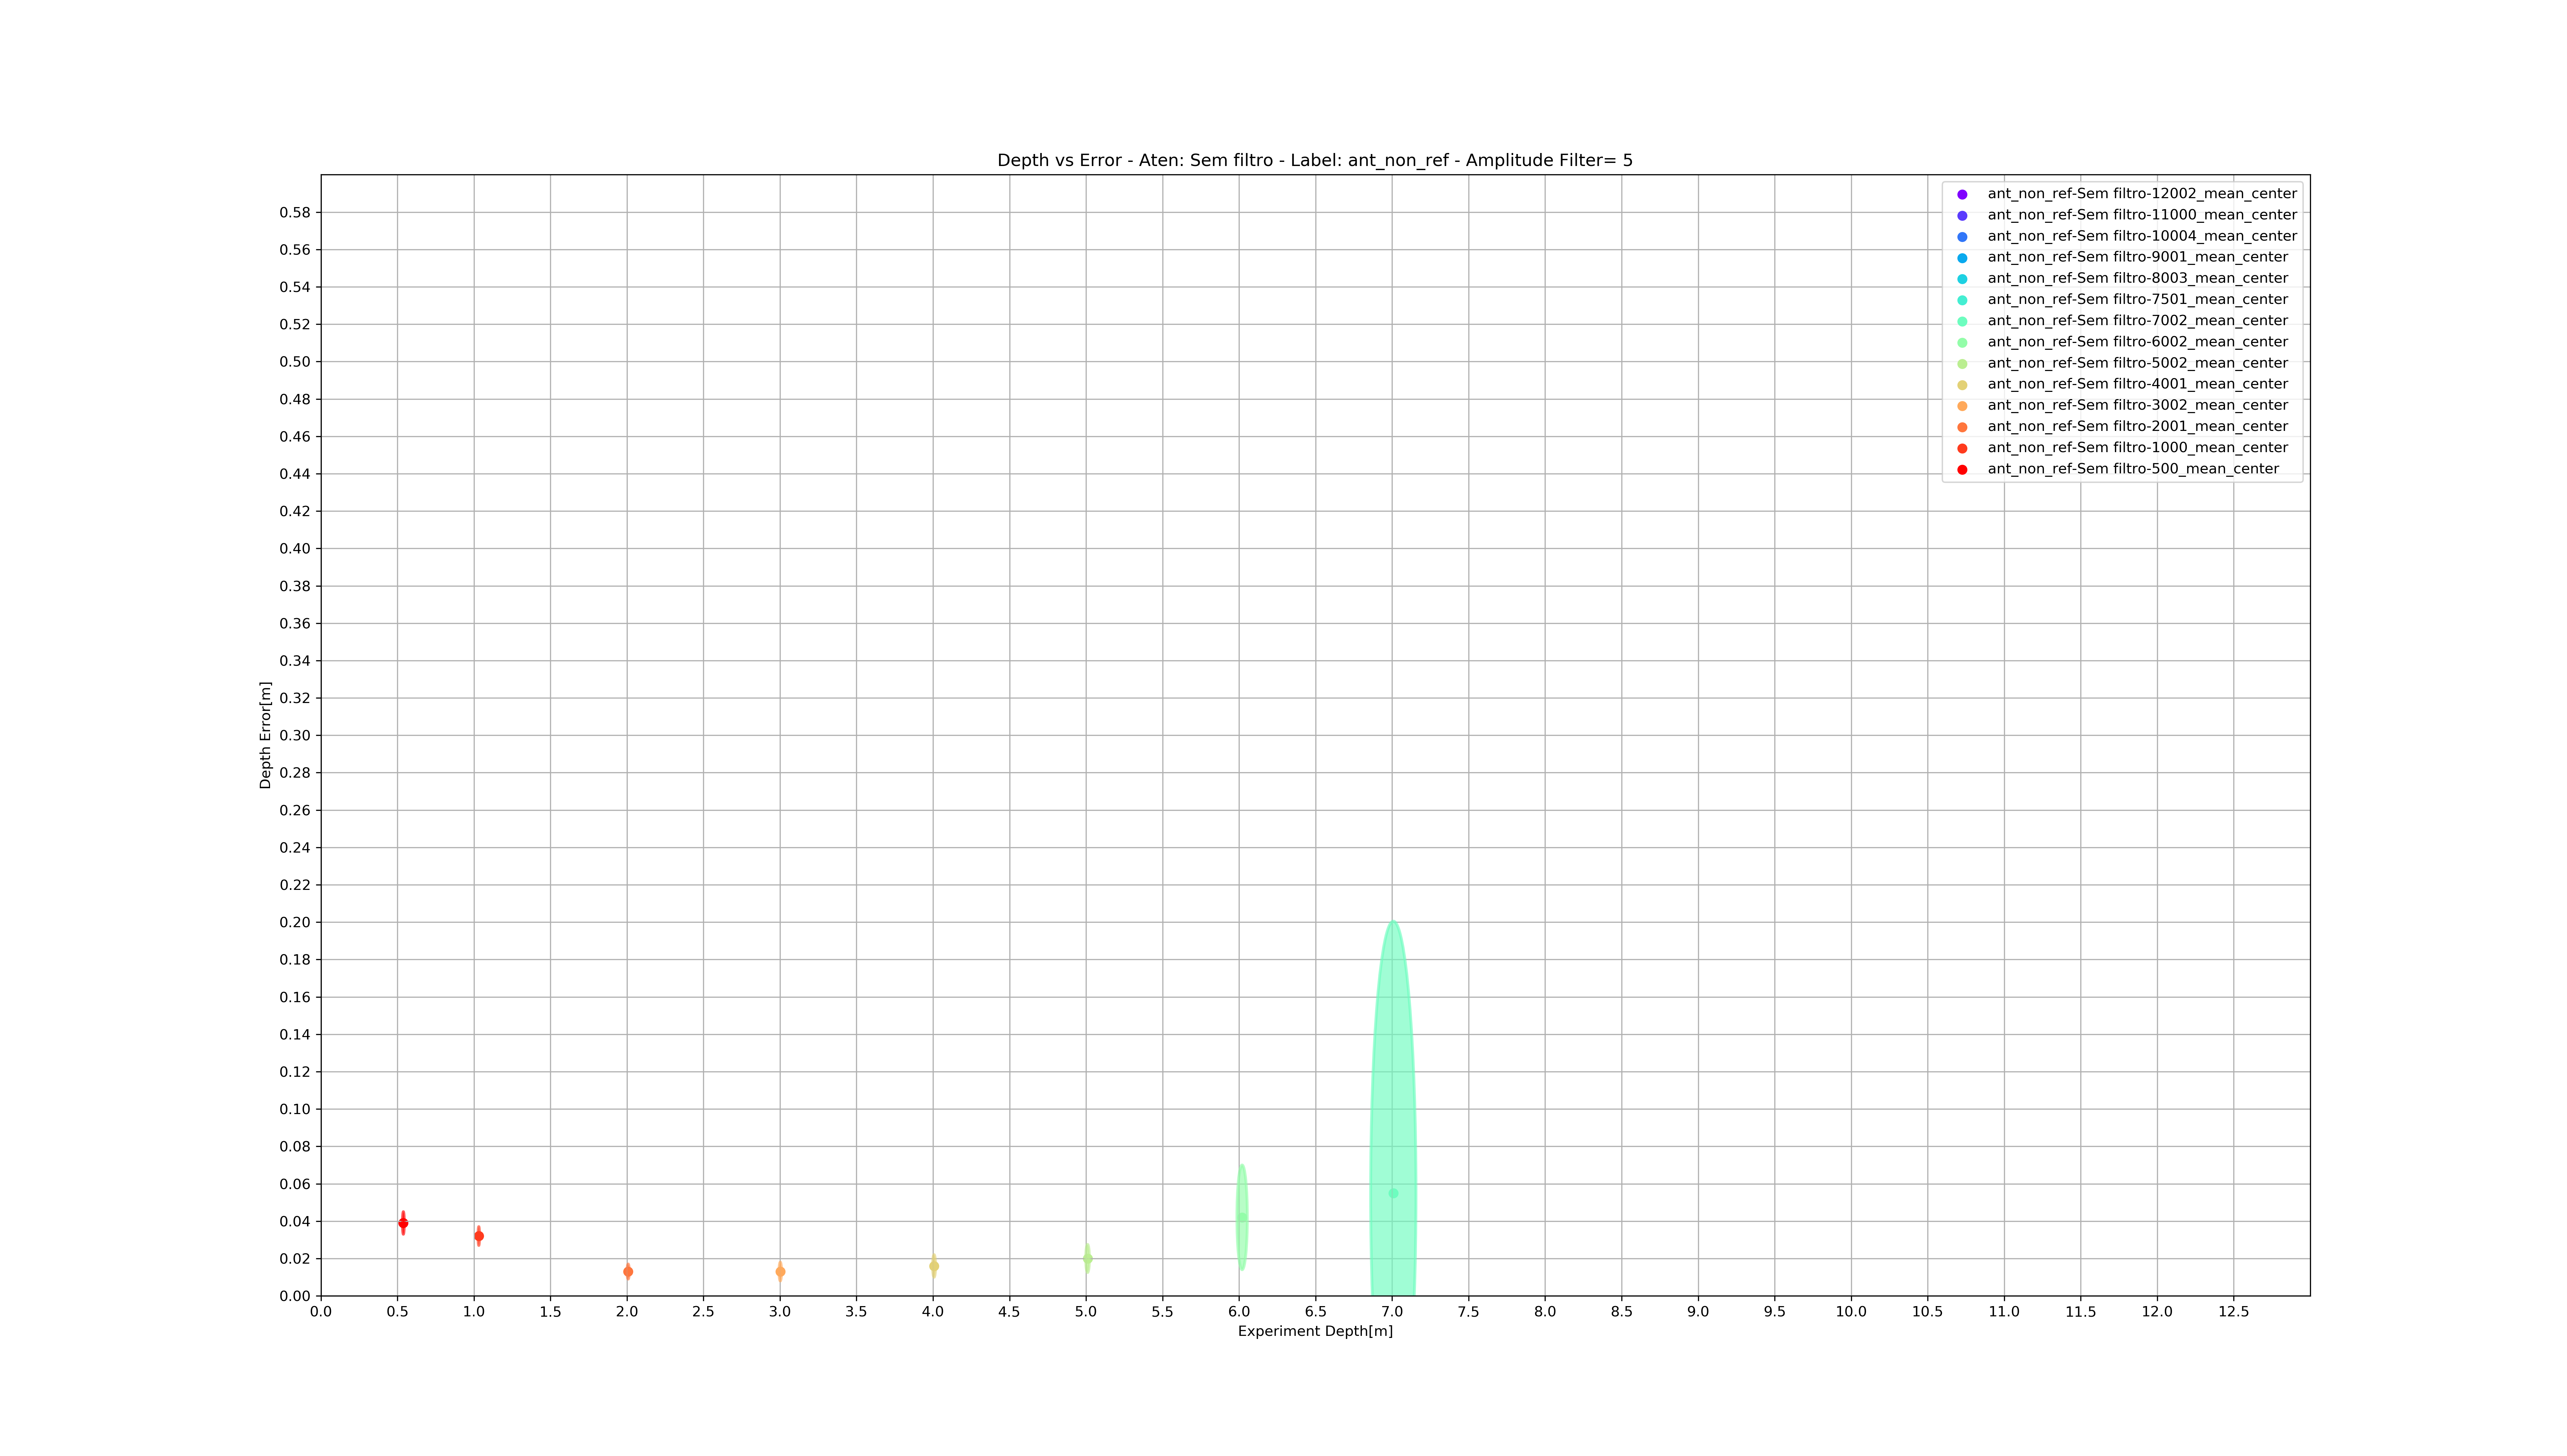 Depth vs Error - Aten: Sem filtro - Label: ant_non_ref - Amplitude Filter= 5
ant_non_ref-Sem filtro-12002_mean_center
ant_non_ref-Sem filtro-11000_mean_center
ant_non_ref-Sem filtro-10004_mean_center
ant_non_ref-Sem filtro-9001_mean_center
ant_non_ref-Sem filtro-8003_mean_center
ant_non_ref-Sem filtro-7501_mean_center
ant_non_ref-Sem filtro-7002_mean_center
ant_non_ref-Sem filtro-6002_mean_center
ant_non_ref-Sem filtro-5002_mean_center
ant_non_ref-Sem filtro-4001_mean_center
ant_non_ref-Sem filtro-3002_mean_center
ant_non_ref-Sem filtro-2001_mean_center
ant_non_ref-Sem filtro-1000_mean_center
ant_non_ref-Sem filtro-500_mean_center
Depth Error[m]
0.58
0.56
0.54
0.52
0.50
0.48
0.46
0.44
0.42
0.40
0.38
0.36
0.34
0.32
0.30
0.28
0.26
0.24
0.22
0.20
0.18
0.16
0.14
0.12
0.10
0.08
0.06
0.04
0.02
0.00
0.0 0.5 1.0 1.5 2.0 2.5 3.0 3.5 4.0 4.5 5.0 5.5 6.0 6.5 7.0 7.5 8.0 8.5 9.0 9.5 10.0 10.5 11.0 11.5 12.0 12.5
Experiment Depth[m]